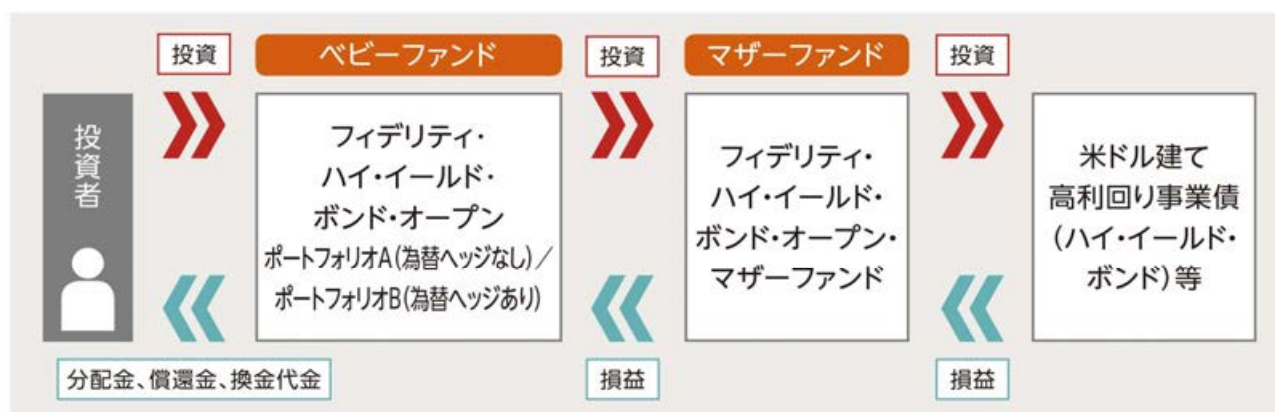 投資
ベビーファンド
投資
マザーファンド
投資
投資者
フィデリティ・
ハイ・イールド・
ボンド・オープン
ポートフォリオA(為替ヘッジなし)／
ポートフォリオB(為替ヘッジあり)
フィデリティ・
ハイ・イールド・
ボンド・オープン・
マザーファンド
米ドル建て
高利回り事業債
(ハイ・イールド・
ボンド)等
分配金、償還金、換金代金
損益
損益